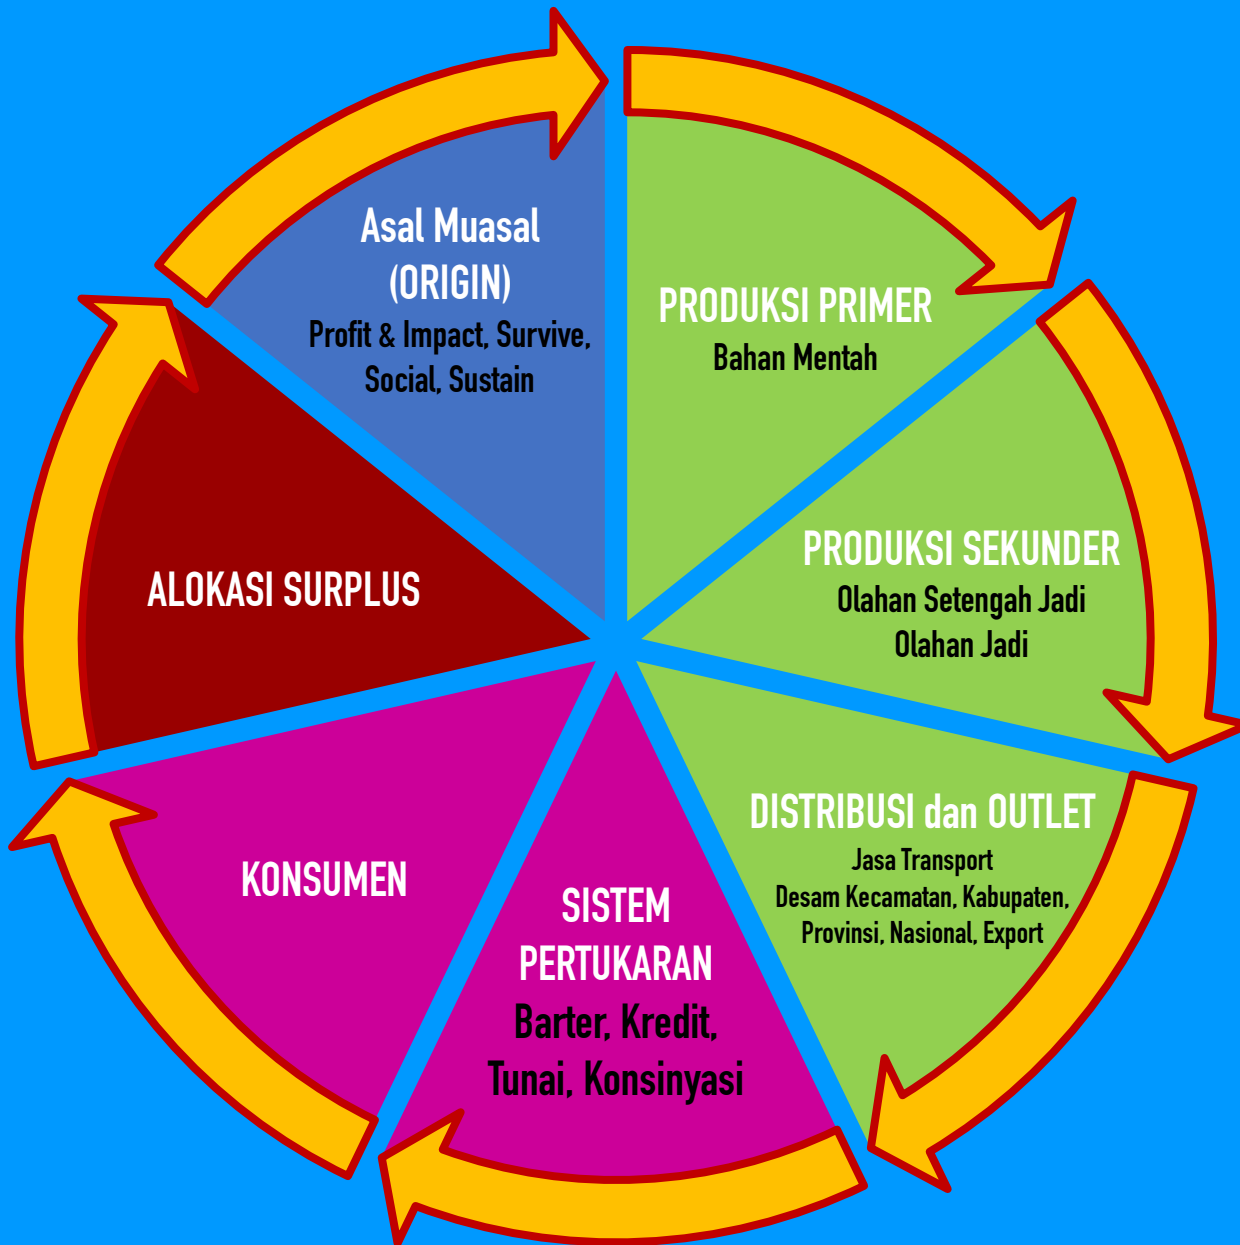 Asal Muasal
(ORIGIN)
Profit & Impact, Survive,
Social, Sustain
PRODUKSI PRIMER
Bahan Mentah
PRODUKSI SEKUNDER
Olahan Setengah Jadi
Olahan Jadi
DISTRIBUSI dan OUTLET
Jasa Transport
Desam Kecamatan, Kabupaten,
Provinsi, Nasional, Export
SISTEM
PERTUKARAN
Barter, Kredit,
Tunai, Konsinyasi
KONSUMEN
ALOKASI SURPLUS